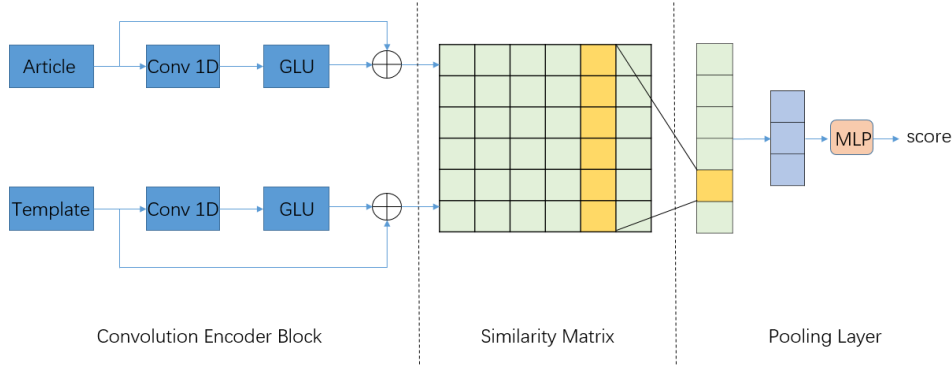 Article
Conv 1D
GLU
Template
Conv 1D
GLU
MLP
score
Convolution Encoder Block
Similarity Matrix
Pooling Layer